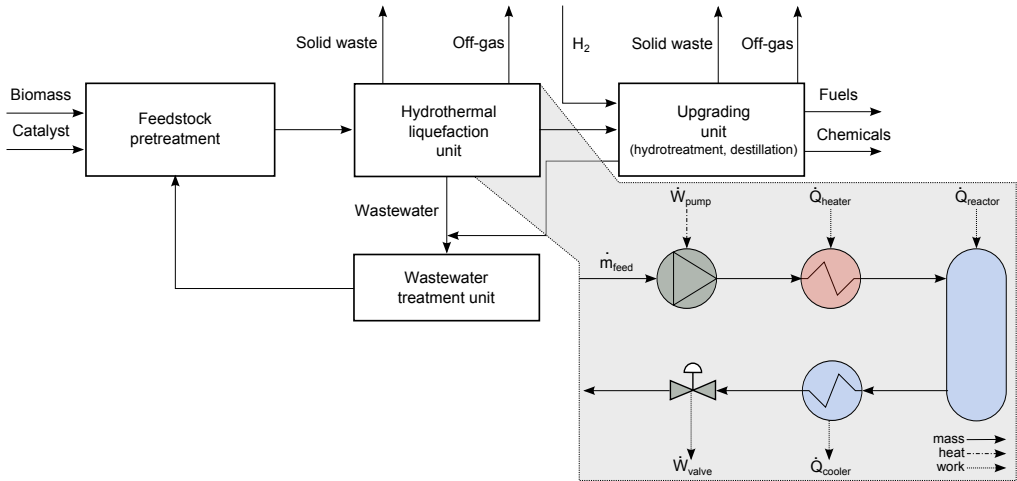 Solid waste
Off-gas
H₂
Solid waste
Off-gas
Biomass
Catalyst
Feedstock
pretreatment
Hydrothermal
liquefaction
unit
Upgrading
unit
(hydrotreatment, destillation)
Fuels
Chemicals
Wastewater
Wastewater
treatment unit
ṁfeed
Ẇpump
Q̇heater
Q̇reactor
Ẇvalve
Q̇cooler
mass
heat
work